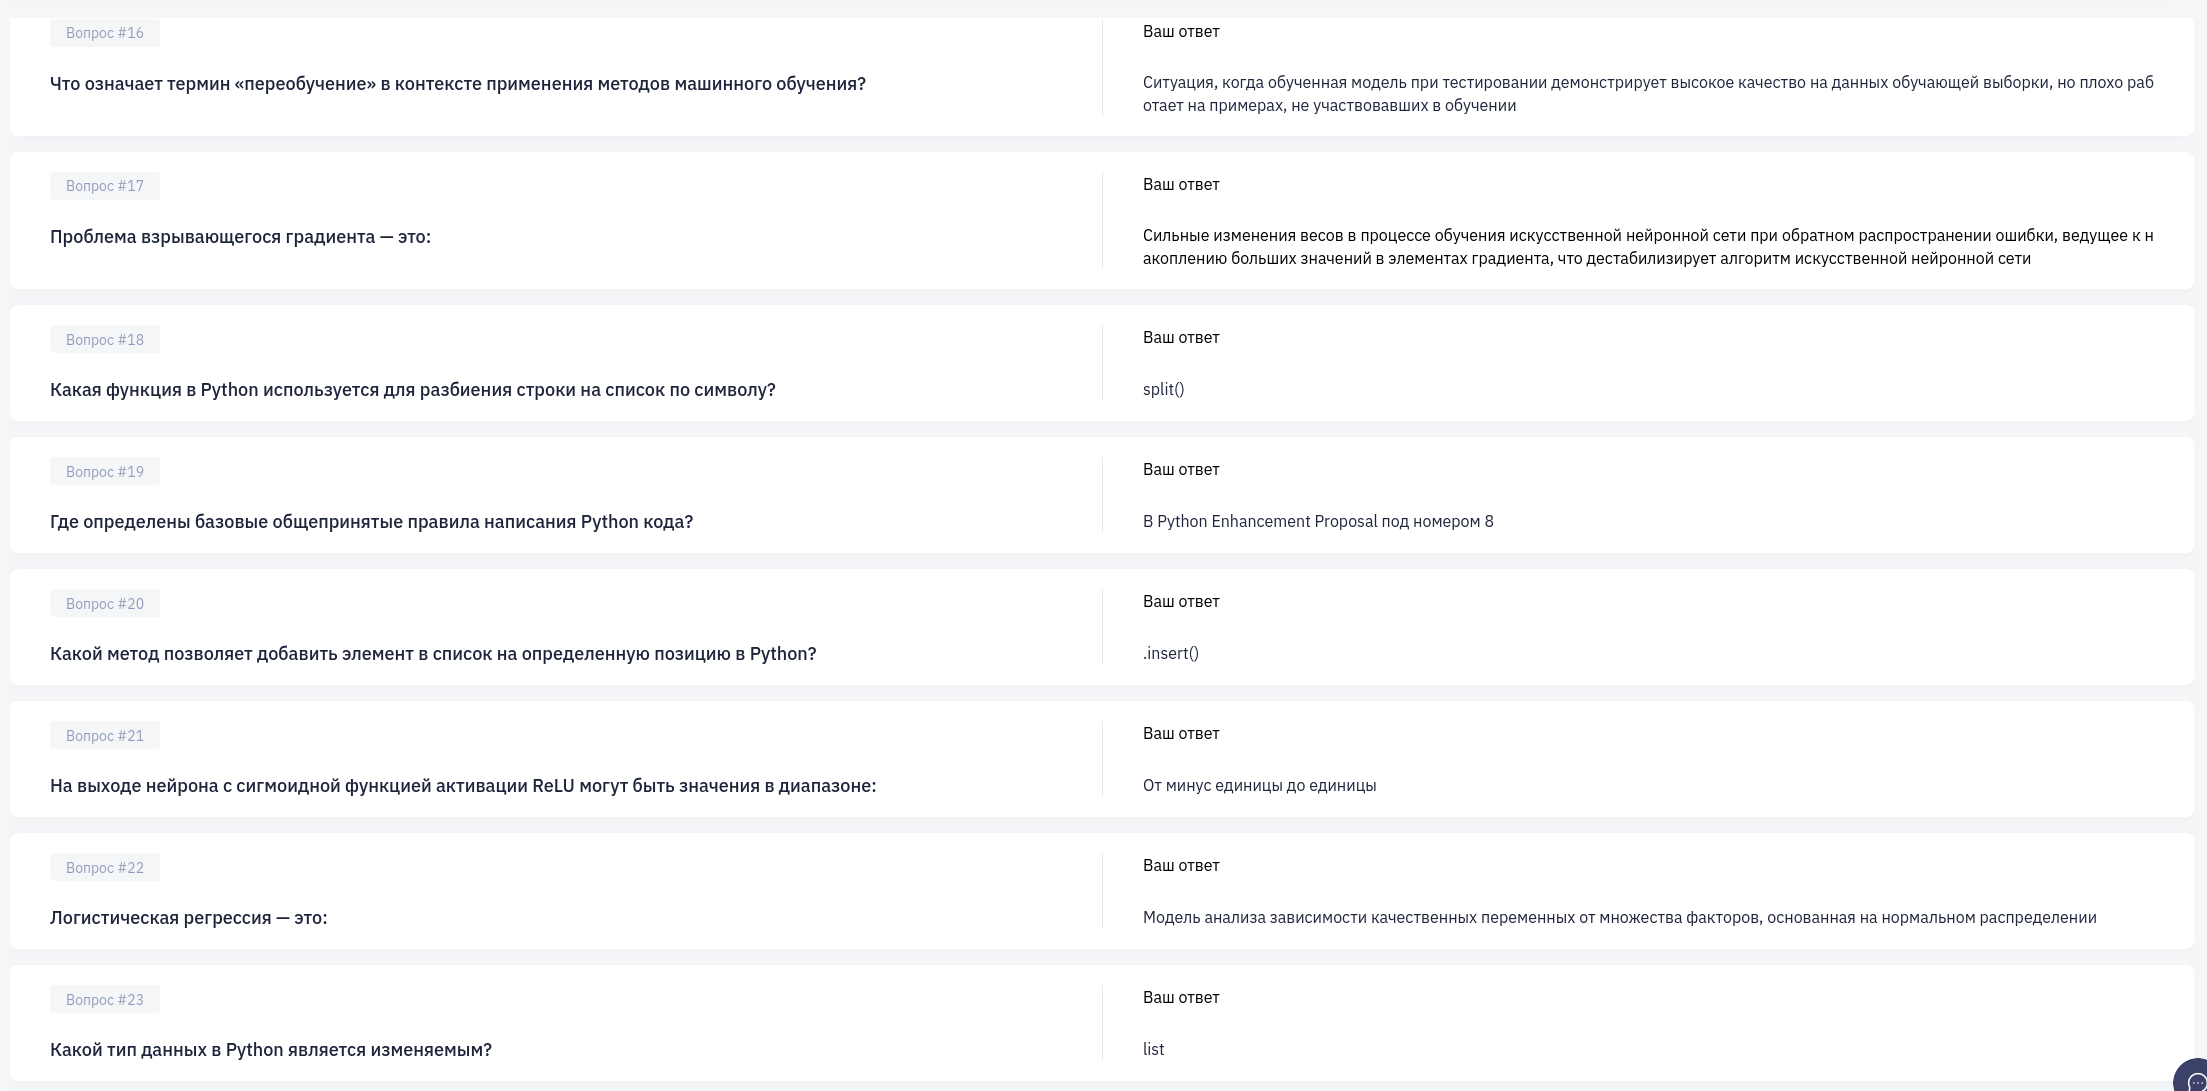 Вопрос #16
Ваш ответ
Что означает термин «переобучение» в контексте применения методов машинного обучения?
Ситуация, когда обученная модель при тестировании демонстрирует высокое качество на данных обучающей выборки, но плохо раб
отает на примерах, не участвовавших в обучении
Вопрос #17
Ваш ответ
Проблема взрывающегося градиента — это:
Сильные изменения весов в процессе обучения искусственной нейронной сети при обратном распространении ошибки, ведущее к н
акоплению больших значений в элементах градиента, что дестабилизирует алгоритм искусственной нейронной сети
Вопрос #18
Ваш ответ
Какая функция в Python используется для разбиения строки на список по символу?
split()
Вопрос #19
Ваш ответ
Где определены базовые общепринятые правила написания Python кода?
В Python Enhancement Proposal под номером 8
Вопрос #20
Ваш ответ
Какой метод позволяет добавить элемент в список на определенную позицию в Python?
.insert()
Вопрос #21
Ваш ответ
На выходе нейрона с сигмоидной функцией активации ReLU могут быть значения в диапазоне:
От минус единицы до единицы
Вопрос #22
Ваш ответ
Логистическая регрессия — это:
Модель анализа зависимости качественных переменных от множества факторов, основанная на нормальном распределении
Вопрос #23
Ваш ответ
Какой тип данных в Python является изменяемым?
list